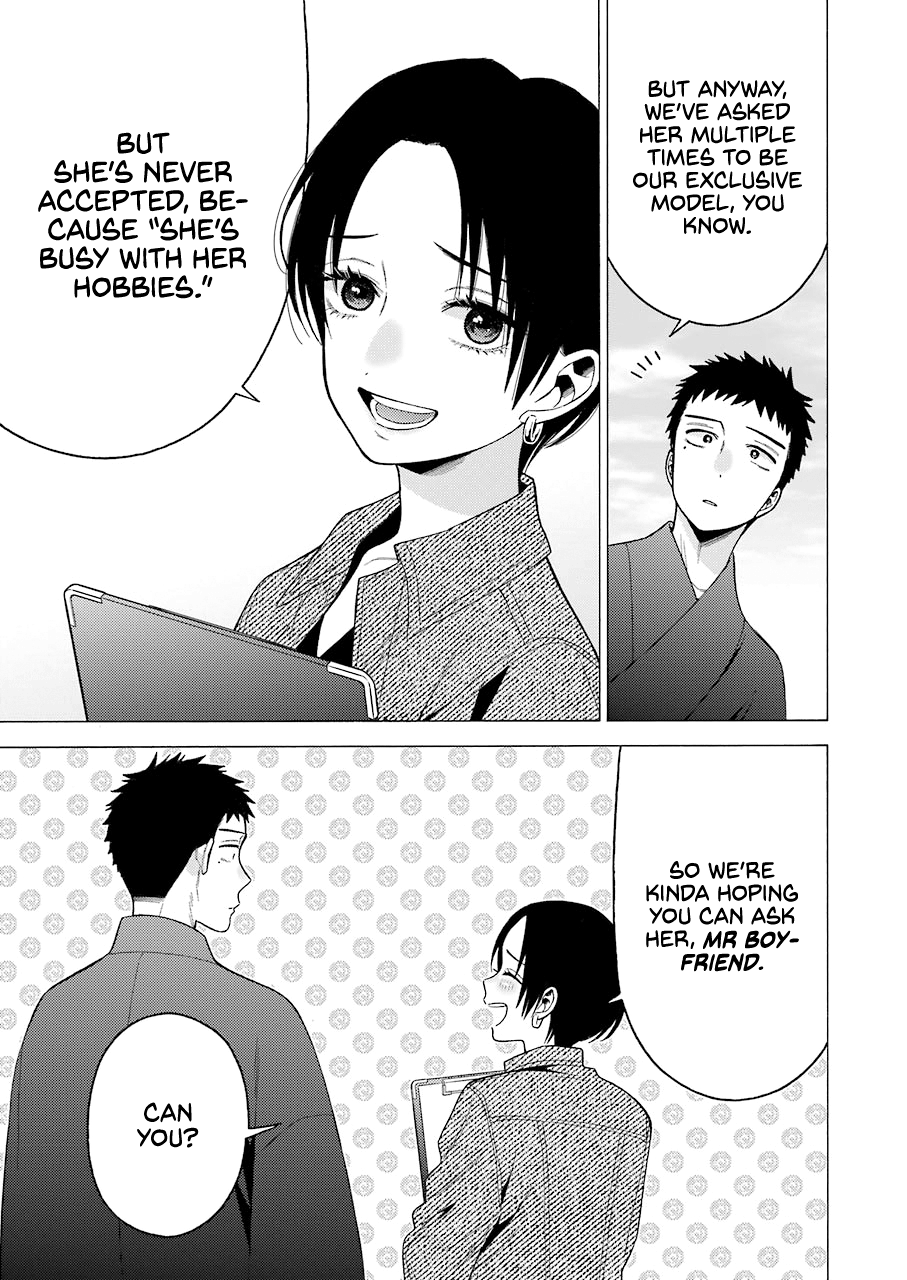 BUT ANYWAY,
WE'VE ASKED
HER MULTIPLE
TIMES TO BE
OUR EXCLUSIVE
MODEL, YOU
KNOW.
BUT
SHE'S NEVER
ACCEPTED, BE-
CAUSE "SHE'S
BUSY WITH HER
HOBBIES."
SO WE'RE
KINDA HOPING
YOU CAN ASK
HER, MR BOY-
FRIEND.
CAN
YOU?